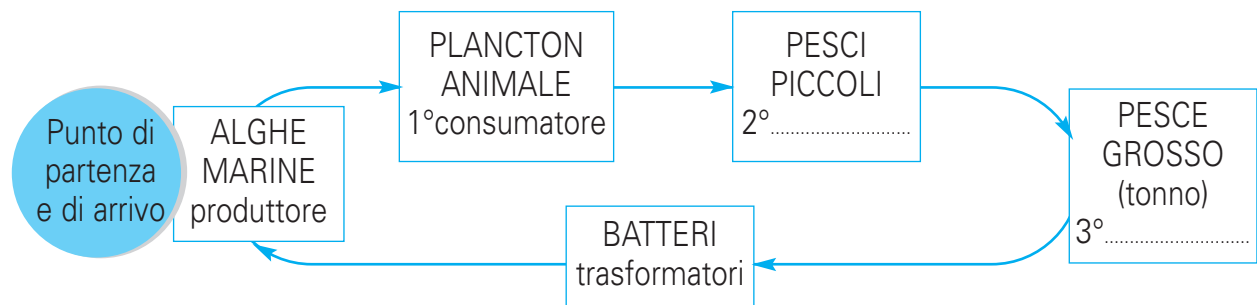 Punto di
partenza
e di arrivo
ALGHE
MARINE
produttore
PLANCTON
ANIMALE
1°consumatore
PESCI
PICCOLI
2°............................
PESCE
GROSSO
(tonno)
3°.............................
BATTERI
trasformatori